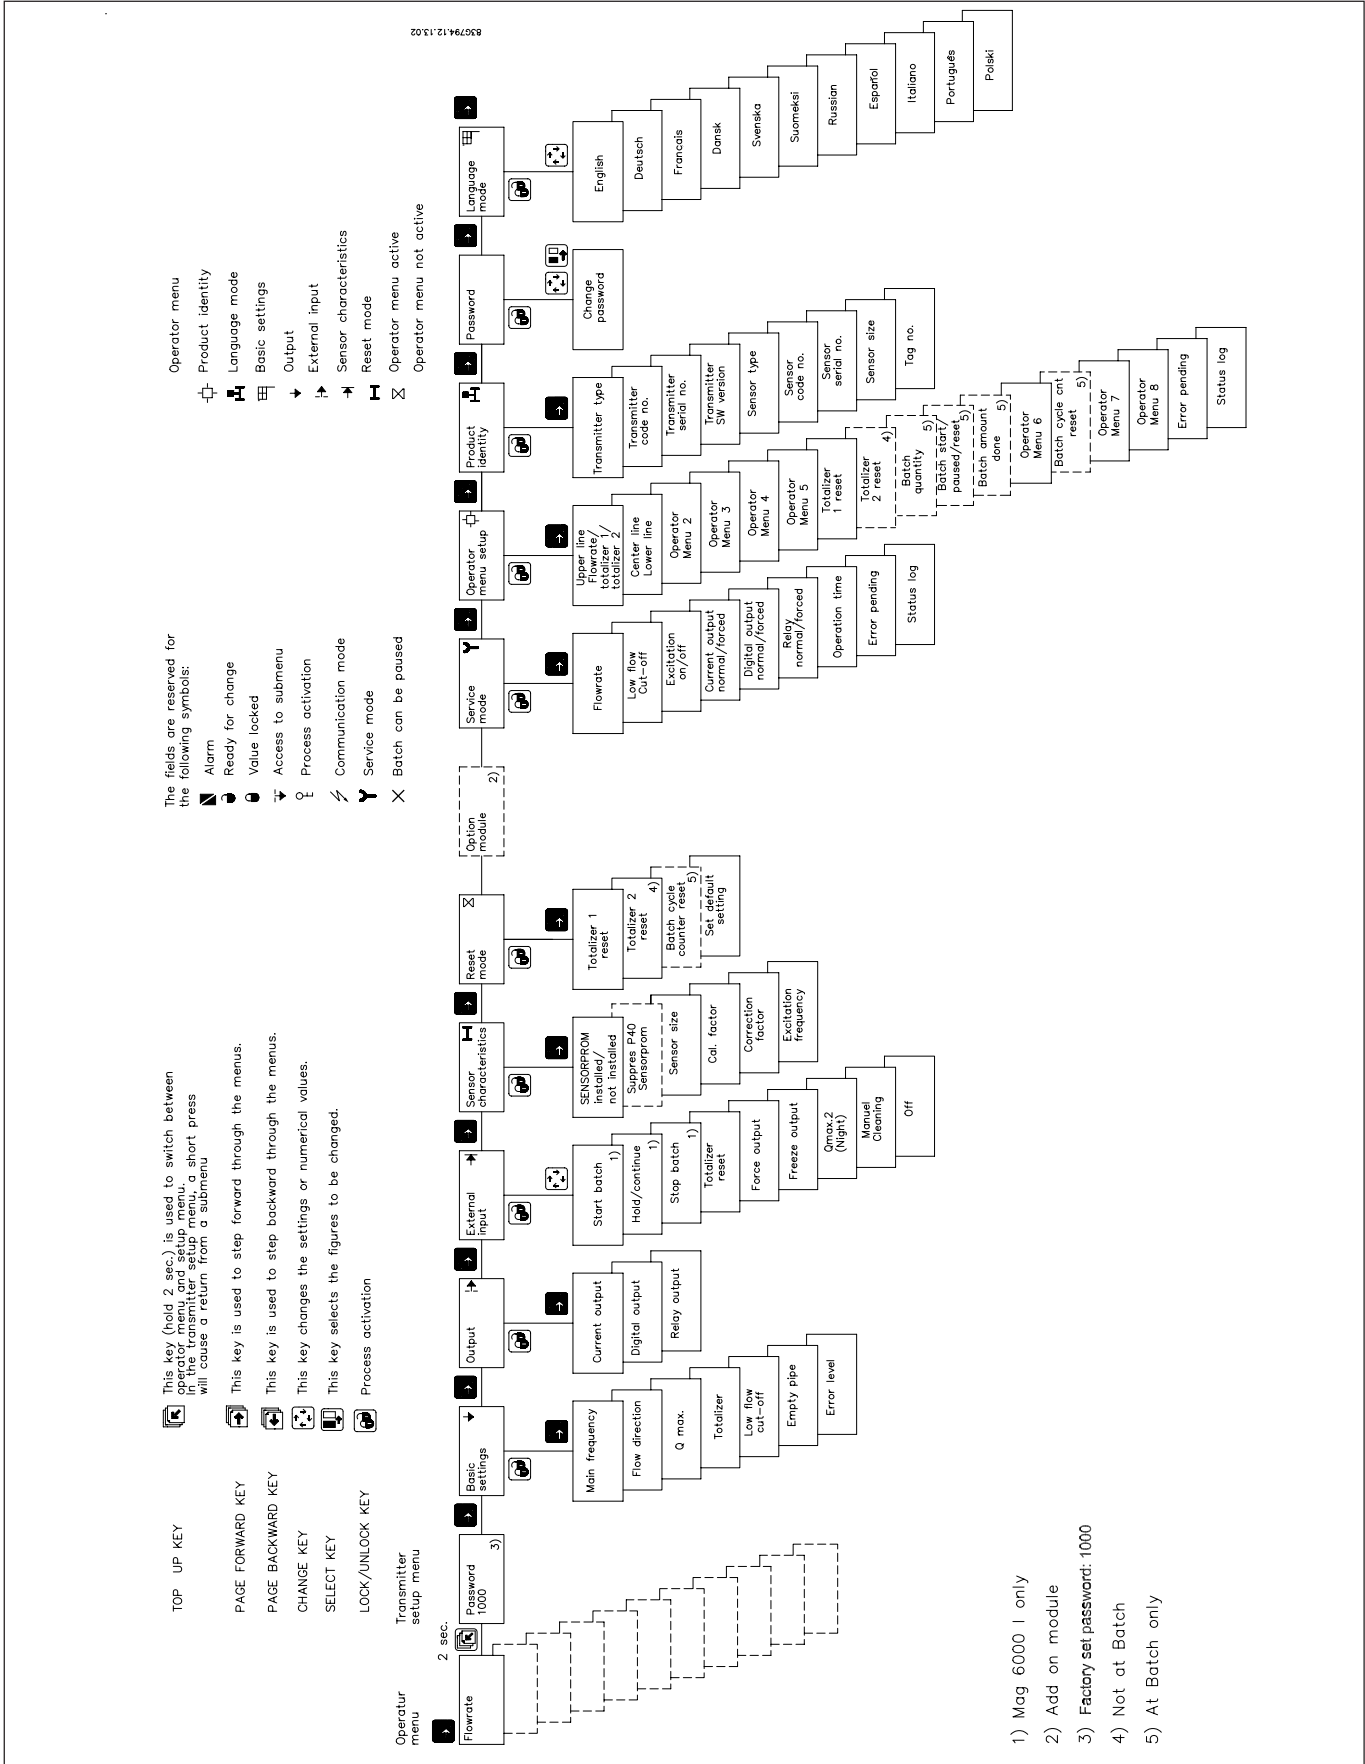 83G794.12.13.02
TOP UP KEY
This key (hold 2 sec.) is used to switch between
operator menu and setup menu.
In the transmitter setup menu, a short press
will cause a return from a submenu
PAGE FORWARD KEY
This key is used to step forward through the menus.
PAGE BACKWARD KEY
This key is used to step backward through the menus.
CHANGE KEY
This key changes the settings or numerical values.
SELECT KEY
This key selects the figures to be changed.
LOCK/UNLOCK KEY
Process activation
The fields are reserved for
the following symbols:
Alarm
Ready for change
Value locked
Access to submenu
Process activation
Communication mode
Service mode
Batch can be paused
Operator menu
Product identity
Language mode
Basic settings
Output
External input
Sensor characteristics
Reset mode
Operator menu active
Operator menu not active
Operatur
menu
2 sec.
Transmitter
setup menu
Flowrate
Password
1000
3)
Basic
settings
Output
External
input
Sensor
characteristics
Reset
mode
Option
module
2)
Service
mode
Operator
menu setup
Product
identity
Password
Language
mode
Main frequency
Flow direction
Q max.
Totalizer
Low flow
cut-off
Empty pipe
Error level
Current output
Digital output
Relay output
Start batch
1)
Hold/continue
1)
Stop batch
1)
Totalizer
reset
Force output
Freeze output
Qmax.2
(Night)
Manuel
Cleaning
Off
SENSORPROM
installed/
not installed
Suppres P40
Sensorprom
Sensor size
Cal. factor
Correction
factor
Excitation
frequency
Totalizer 1
reset
Totalizer 2
reset
4)
Batch cycle
counter reset
5)
Set default
setting
Flowrate
Low flow
Cut-off
Excitation
on/off
Current output
normal/forced
Digital output
normal/forced
Relay
normal/forced
Operation time
Error pending
Status log
Upper line
Flowrate/
totalizer 1/
totalizer 2
Center line
Lower line
Operator
Menu 2
Operator
Menu 3
Operator
Menu 4
Operator
Menu 5
Totalizer
1 reset
Totalizer
2 reset
4)
Batch
quantity
5)
Batch start/
paused/reset
5)
Batch amount
done
5)
Operator
Menu 6
Batch cycle cnt
reset
5)
Operator
Menu 7
Operator
Menu 8
Error pending
Status log
Transmitter type
Transmitter
code no.
Transmitter
serial no.
Transmitter
SW version
Sensor type
Sensor
code no.
Sensor
serial no.
Sensor size
Tag no.
Change
password
English
Deutsch
Francais
Dansk
Svenska
Suomeksi
Russian
Español
Italiano
Português
Polski
1) Mag 6000 I only
2) Add on module
3) Factory set password: 1000
4) Not at Batch
5) At Batch only